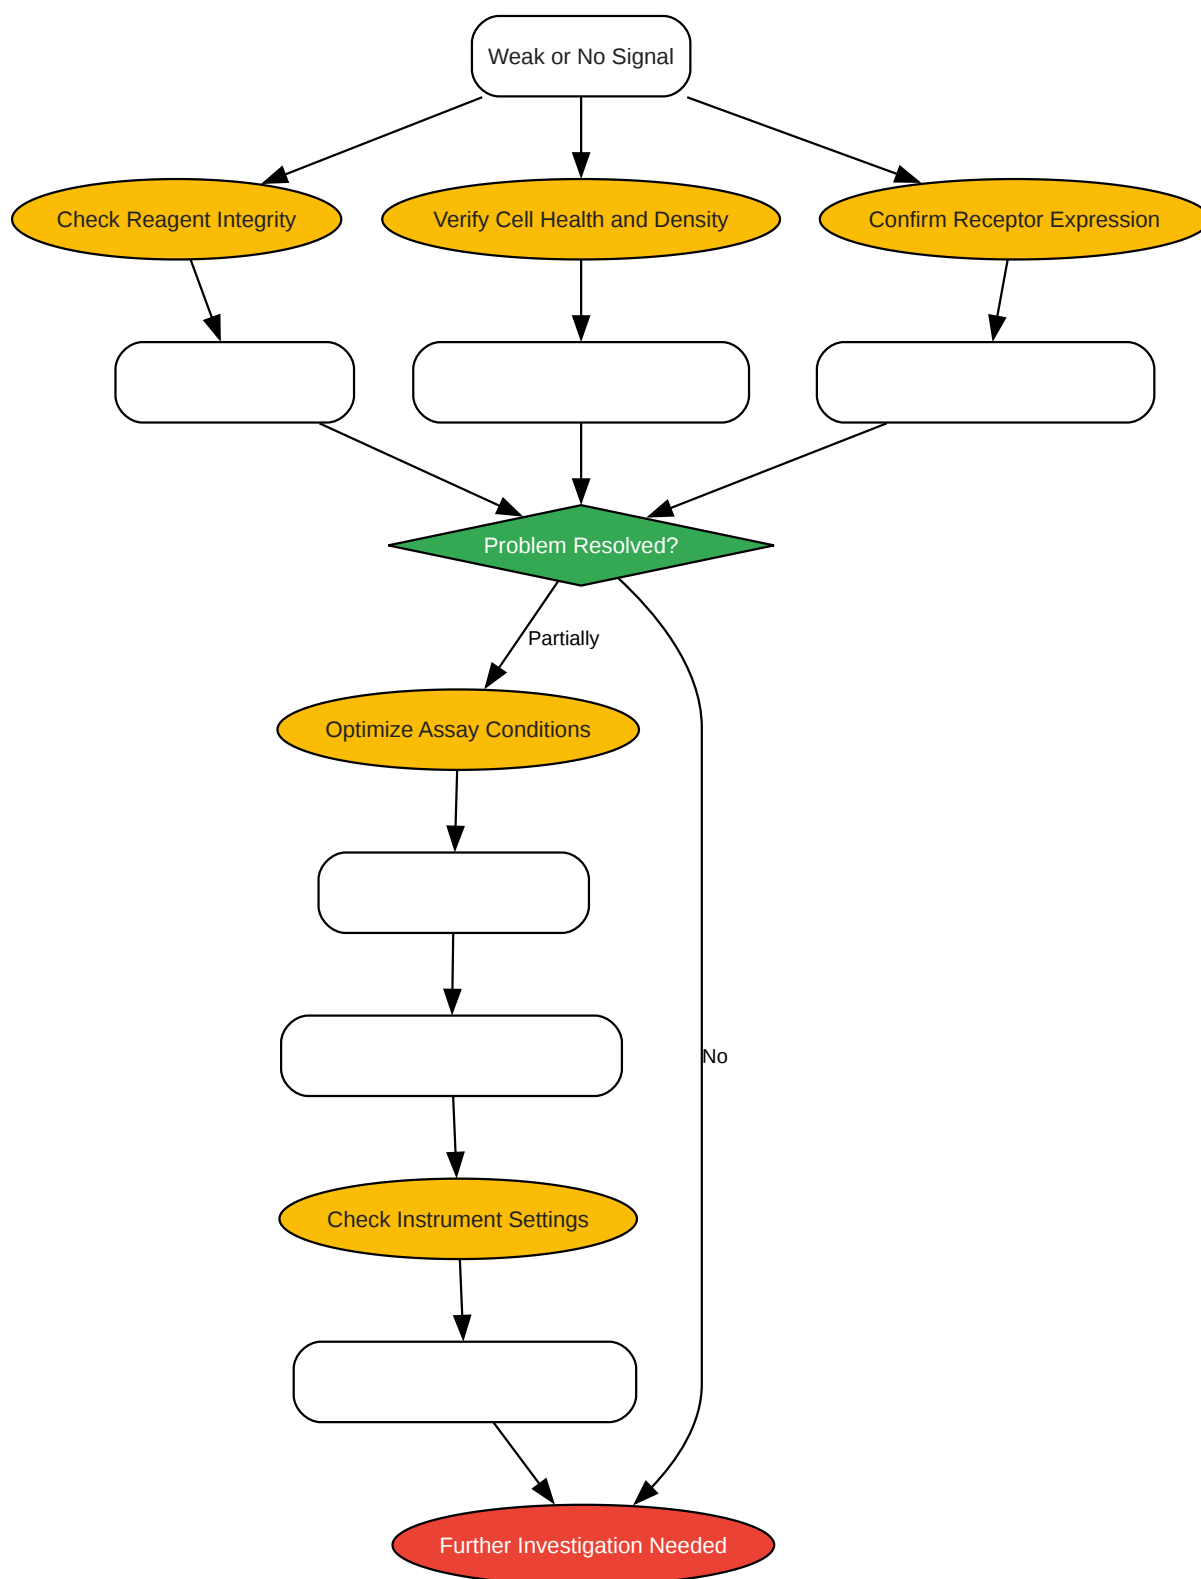 Weak or No Signal
Check Reagent Integrity
Verify Cell Health and Density
Confirm Receptor Expression
Problem Resolved?
Partially
Optimize Assay Conditions
No
Check Instrument Settings
Further Investigation Needed